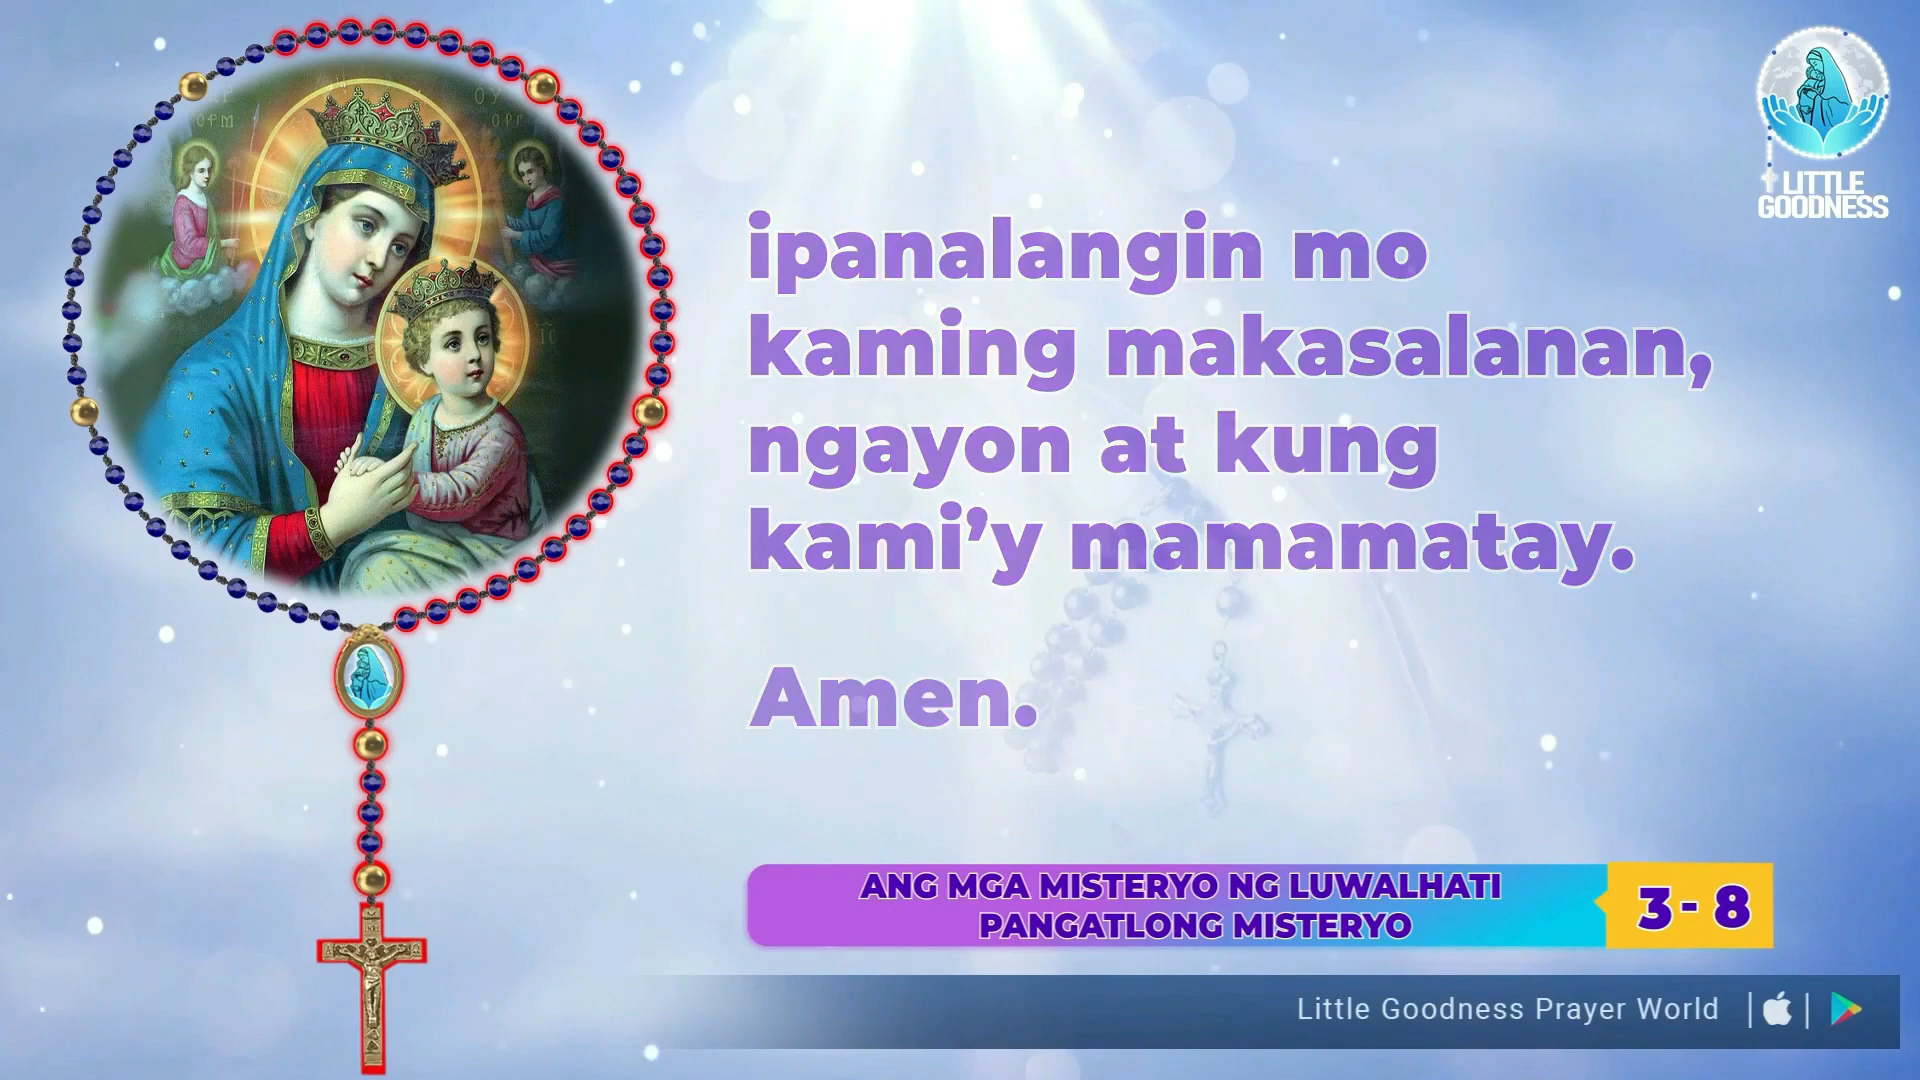 LITTLE
GOODNESS
ipanalangin mo
kaming makasalanan,
ngayon at kung
kami’y mamamatay.
Amen.
ANG MGA MISTERYO NG LUWALHATI
PANGATLONG MISTERYO
3 - 8
Little Goodness Prayer World